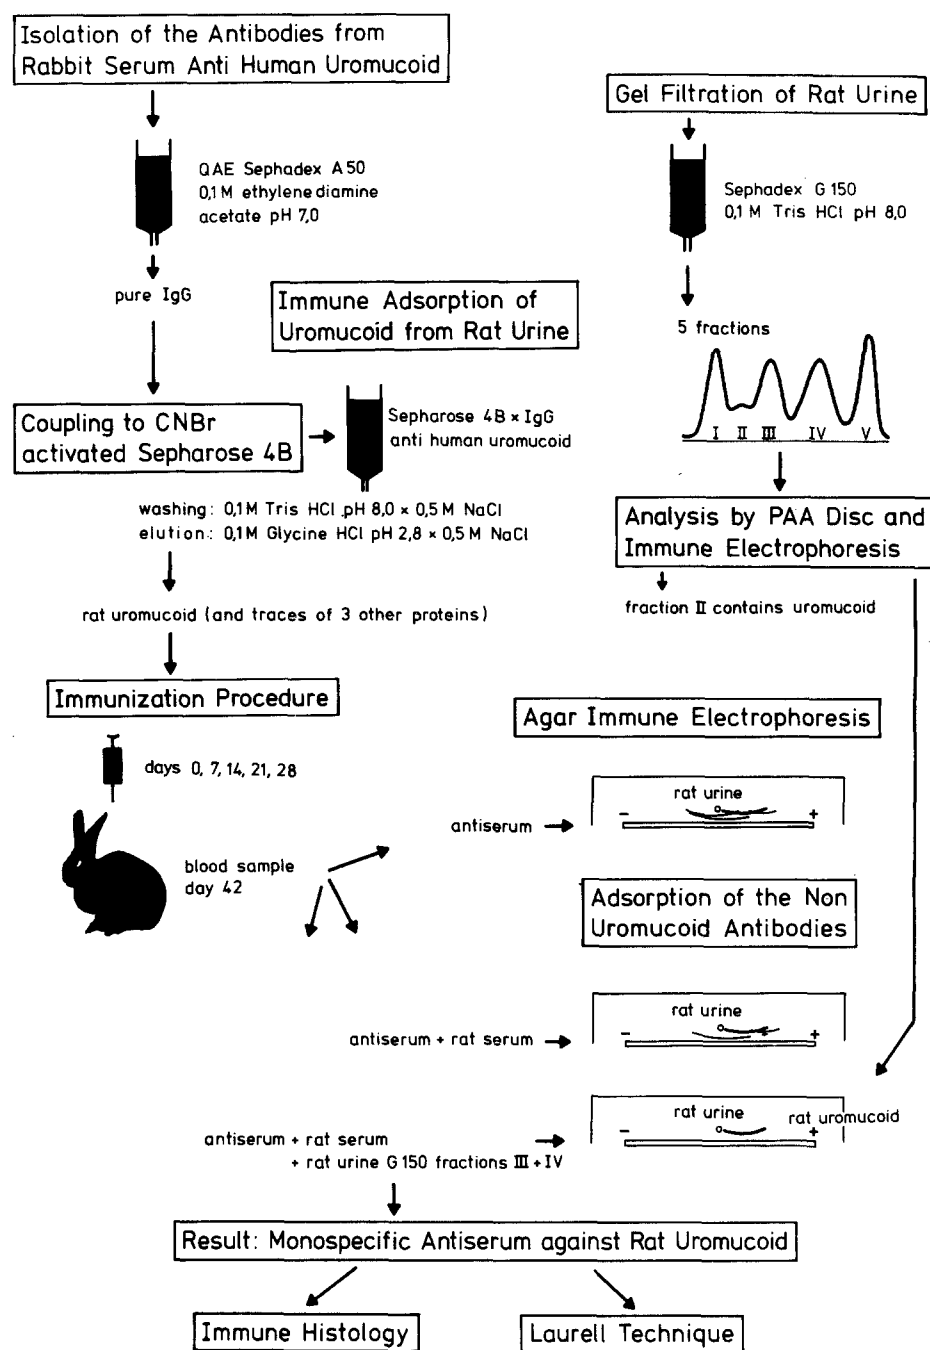 Isolation of the Antibodies from
Rabbit Serum Anti Human Uromucoid
QAE Sephadex A 50
0,1 M ethylene diamine
acetate pH 7,0
pure IgG
Gel Filtration of Rat Urine
Sephadex G 150
0,1 M Tris HCl pH 8,0
5 fractions
I II III IV V
Immune Adsorption of
Uromucoid from Rat Urine
Coupling to CNBr
activated Sepharose 4B
Sepharose 4B × IgG
anti human uromucoid
washing: 0,1 M Tris HCl ,pH 8,0 × 0,5 M NaCl
elution: 0,1 M Glycine HCl pH 2,8 × 0,5 M NaCl
Analysis by PAA Disc and
Immune Electrophoresis
fraction II contains uromucoid
rat uromucoid (and traces of 3 other proteins)
Immunization Procedure
days 0, 7, 14, 21, 28
blood sample
day 42
Agar Immune Electrophoresis
antiserum
rat urine
- +
Adsorption of the Non
Uromucoid Antibodies
antiserum + rat serum
rat urine
- +
antiserum + rat serum
+ rat urine G 150 fractions III + IV
rat urine
rat uromucoid
- +
Result: Monospecific Antiserum against Rat Uromucoid
Immune Histology
Laurell Technique